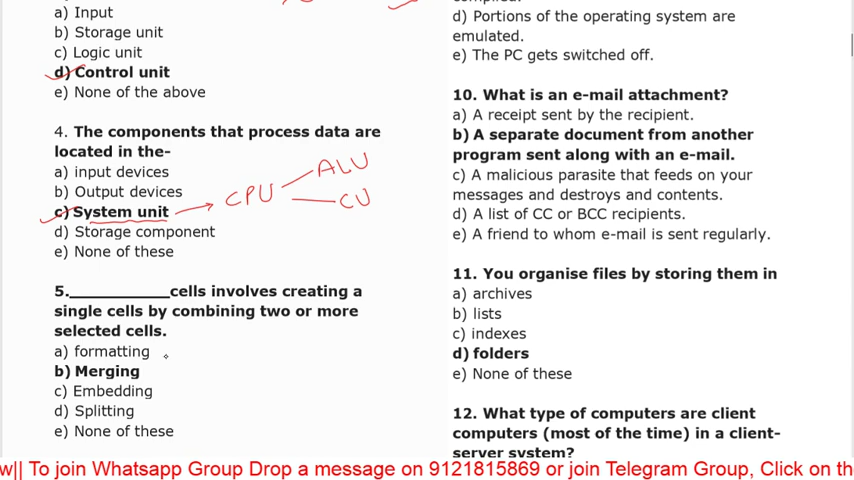 a) Input
b) Storage unit
c) Logic unit
d) Control unit
e) None of the above
4. The components that process data are
located in the-
a) input devices
b) Output devices
c) System unit
CPU
ALU
CU
d) Storage component
e) None of these
5.__________cells involves creating a
single cells by combining two or more
selected cells.
a) formatting
b) Merging
c) Embedding
d) Splitting
e) None of these
d) Portions of the operating system are
emulated.
e) The PC gets switched off.
10. What is an e-mail attachment?
a) A receipt sent by the recipient.
b) A separate document from another
program sent along with an e-mail.
c) A malicious parasite that feeds on your
messages and destroys and contents.
d) A list of CC or BCC recipients.
e) A friend to whom e-mail is sent regularly.
11. You organise files by storing them in
a) archives
b) lists
c) indexes
d) folders
e) None of these
12. What type of computers are client
computers (most of the time) in a client-
server system?
w|| To join Whatsapp Group Drop a message on 9121815869 or join Telegram Group, Click on th